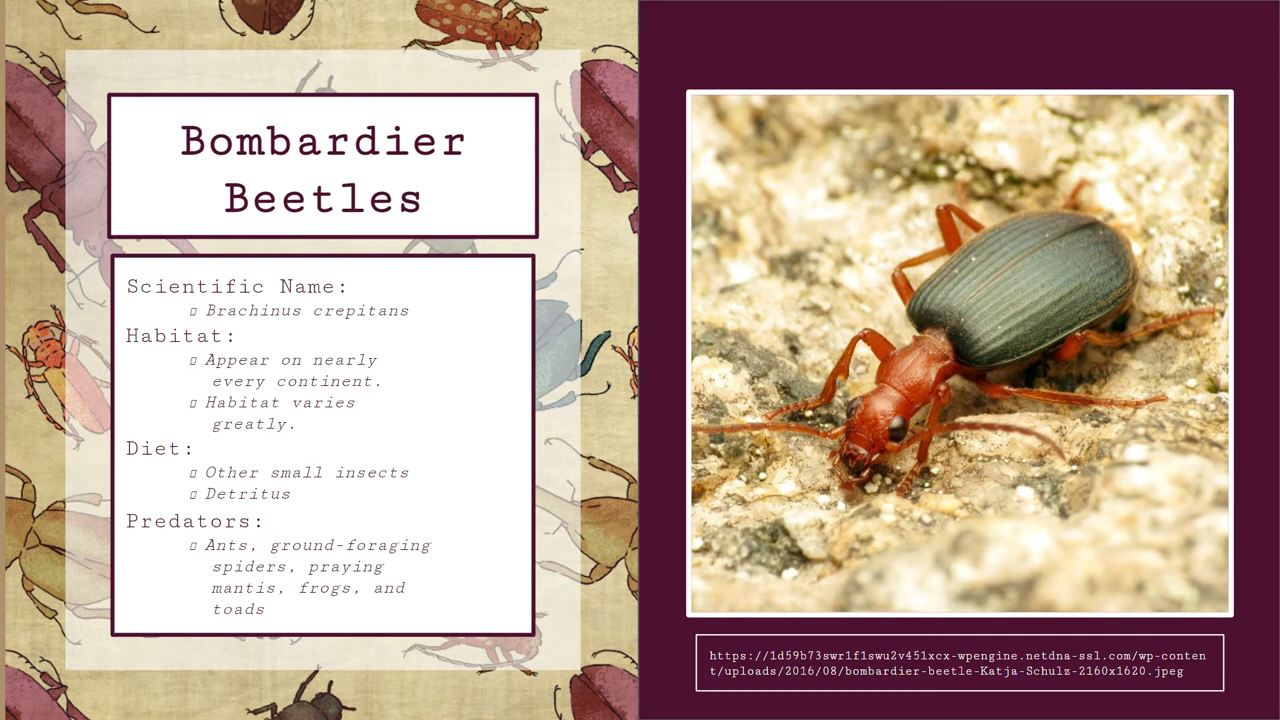 Bombardier
Beetles
Scientific Name:
▯ Brachinus crepitans
Habitat:
▯ Appear on nearly
every continent.
▯ Habitat varies
greatly.
Diet:
▯ Other small insects
▯ Detritus
Predators:
▯ Ants, ground-foraging
spiders, praying
mantis, frogs, and
toads
https://1d59b73swr1f1swu2v451xcx-wpengine.netdna-ssl.com/wp-conten
t/uploads/2016/08/bombardier-beetle-Katja-Schulz-2160x1620.jpeg